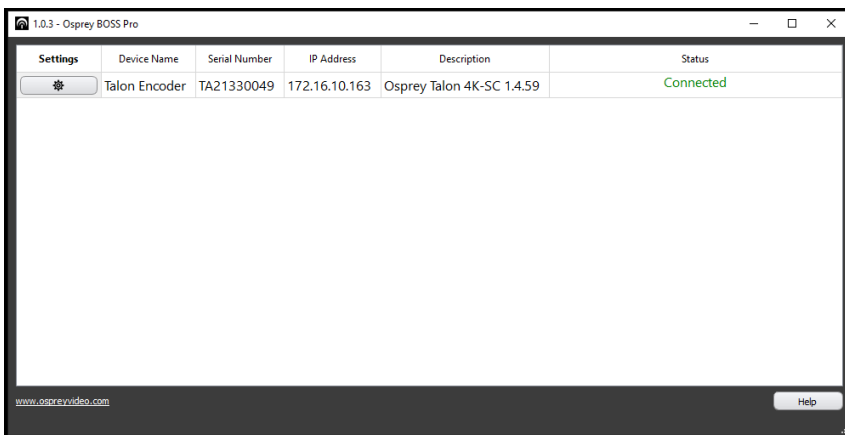 1.0.3 - Osprey BOSS Pro
Settings Device Name Serial Number IP Address Description Status
Talon Encoder TA21330049 172.16.10.163 Osprey Talon 4K-SC 1.4.59 Connected
www.ospreyvideo.com Help